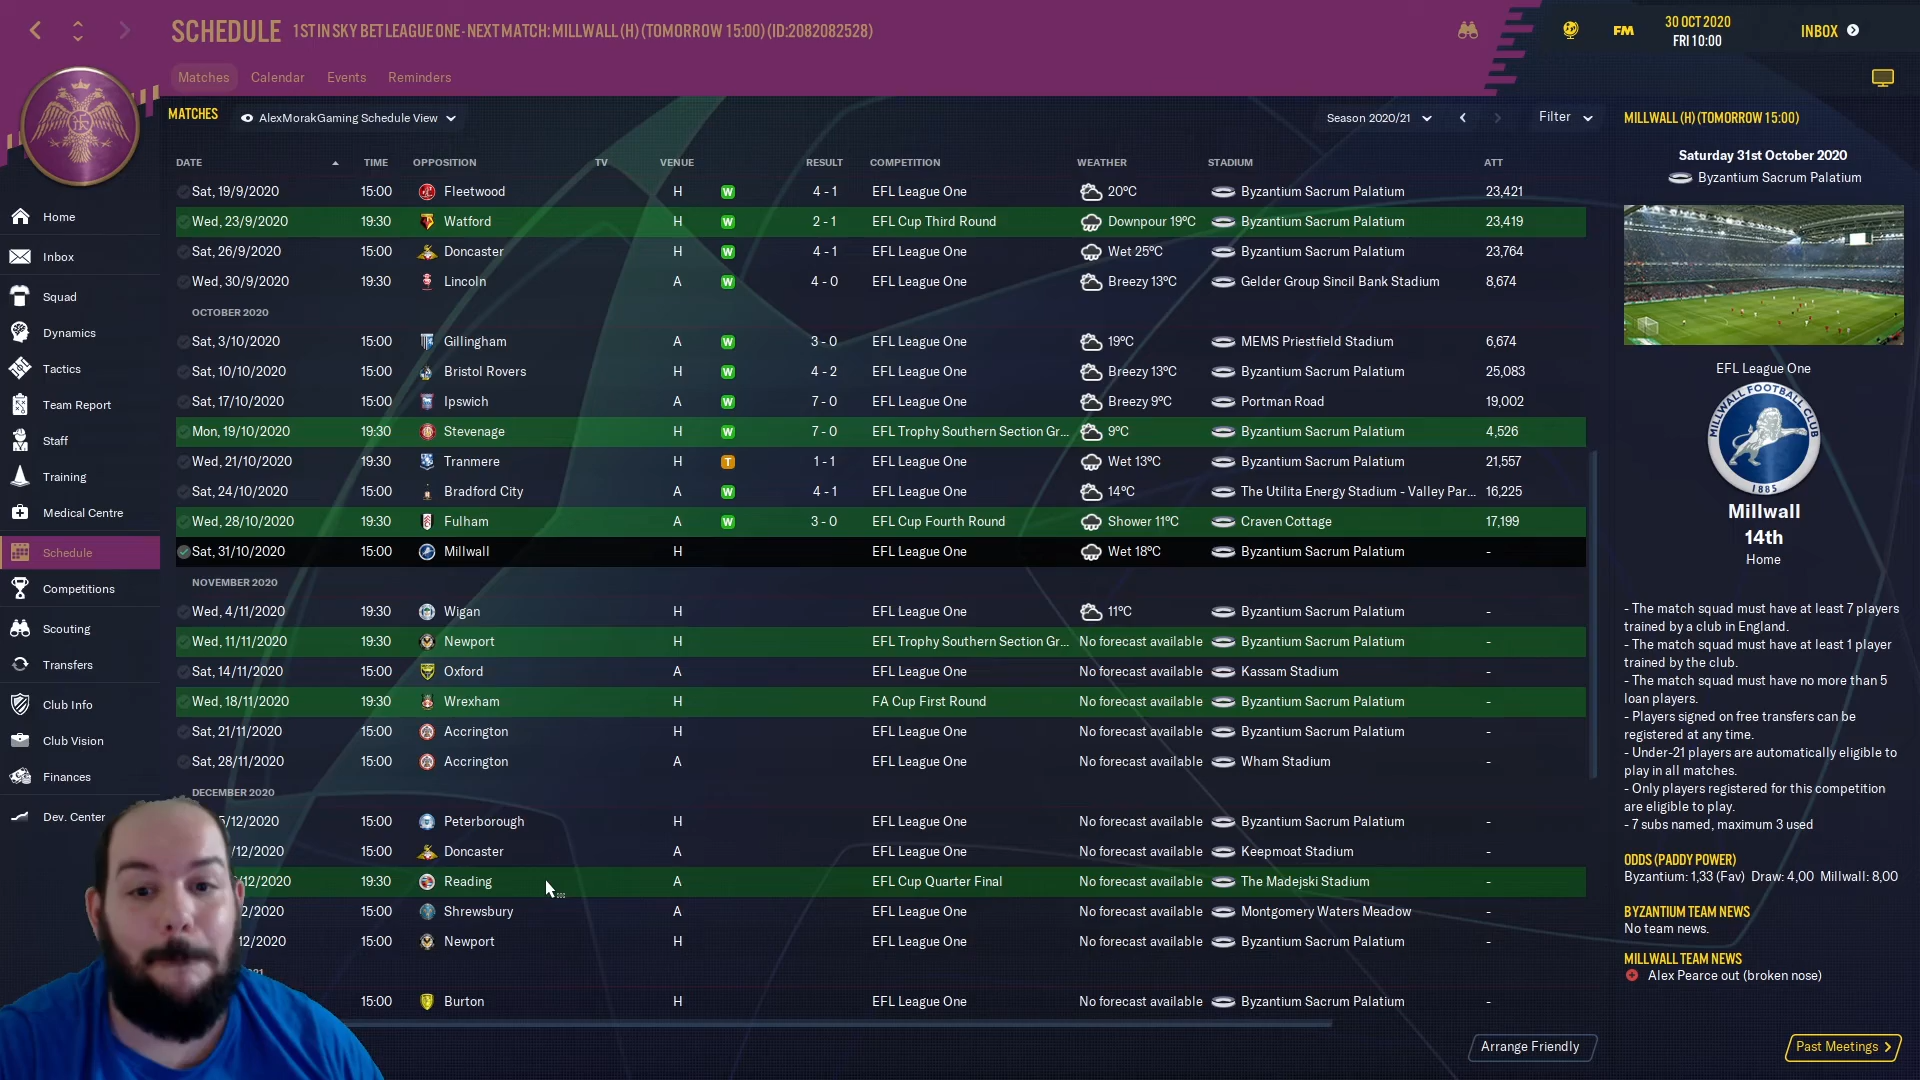 SCHEDULE 1ST IN SKY BET LEAGUE ONE - NEXT MATCH: MILLWALL (H) (TOMORROW 15:00) (ID:2082082528)
FM
30 OCT 2020
FRI 10:00
INBOX
Matches Calendar Events Reminders
MATCHES AlexMorakGaming Schedule View Season 2020/21 Filter
DATE TIME OPPOSITION TV VENUE RESULT COMPETITION WEATHER STADIUM ATT
Sat, 19/9/2020 15:00 Fleetwood H W 4 - 1 EFL League One 20°C Byzantium Sacrum Palatium 23,421
Wed, 23/9/2020 19:30 Watford H W 2 - 1 EFL Cup Third Round Downpour 19°C Byzantium Sacrum Palatium 23,419
Sat, 26/9/2020 15:00 Doncaster H W 4 - 1 EFL League One Wet 25°C Byzantium Sacrum Palatium 23,764
Wed, 30/9/2020 19:30 Lincoln A W 4 - 0 EFL League One Breezy 13°C Gelder Group Sincil Bank Stadium 8,674
OCTOBER 2020
Sat, 3/10/2020 15:00 Gillingham A W 3 - 0 EFL League One 19°C MEMS Priestfield Stadium 6,674
Sat, 10/10/2020 15:00 Bristol Rovers H W 4 - 2 EFL League One Breezy 13°C Byzantium Sacrum Palatium 25,083
Sat, 17/10/2020 15:00 Ipswich A W 7 - 0 EFL League One Breezy 9°C Portman Road 19,002
Mon, 19/10/2020 19:30 Stevenage H W 7 - 0 EFL Trophy Southern Section Gr... 9°C Byzantium Sacrum Palatium 4,526
Wed, 21/10/2020 19:30 Tranmere H T 1 - 1 EFL League One Wet 13°C Byzantium Sacrum Palatium 21,557
Sat, 24/10/2020 15:00 Bradford City A W 4 - 1 EFL League One 14°C The Utilita Energy Stadium - Valley Par... 16,225
Wed, 28/10/2020 19:30 Fulham A W 3 - 0 EFL Cup Fourth Round Shower 11°C Craven Cottage 17,199
Sat, 31/10/2020 15:00 Millwall H EFL League One Wet 18°C Byzantium Sacrum Palatium -
NOVEMBER 2020
Wed, 4/11/2020 19:30 Wigan H EFL League One 11°C Byzantium Sacrum Palatium -
Wed, 11/11/2020 19:30 Newport H EFL Trophy Southern Section Gr... No forecast available Byzantium Sacrum Palatium -
Sat, 14/11/2020 15:00 Oxford A EFL League One No forecast available Kassam Stadium -
Wed, 18/11/2020 19:30 Wrexham H FA Cup First Round No forecast available Byzantium Sacrum Palatium -
Sat, 21/11/2020 15:00 Accrington H EFL League One No forecast available Byzantium Sacrum Palatium -
Sat, 28/11/2020 15:00 Accrington A EFL League One No forecast available Wham Stadium -
DECEMBER 2020
5/12/2020 15:00 Peterborough H EFL League One No forecast available Byzantium Sacrum Palatium -
/12/2020 15:00 Doncaster A EFL League One No forecast available Keepmoat Stadium -
/12/2020 19:30 Reading A EFL Cup Quarter Final No forecast available The Madejski Stadium -
2/2020 15:00 Shrewsbury A EFL League One No forecast available Montgomery Waters Meadow -
12/2020 15:00 Newport H EFL League One No forecast available Byzantium Sacrum Palatium -
15:00 Burton H EFL League One No forecast available Byzantium Sacrum Palatium -
Arrange Friendly
Home
Inbox
Squad
Dynamics
Tactics
Team Report
Staff
Training
Medical Centre
Schedule
Competitions
Scouting
Transfers
Club Info
Club Vision
Finances
Dev. Center
MILLWALL (H) (TOMORROW 15:00)
Saturday 31st October 2020
Byzantium Sacrum Palatium
EFL League One
MILLWALL FOOTBALL CLUB
1885
Millwall
14th
Home
- The match squad must have at least 7 players
trained by a club in England.
- The match squad must have at least 1 player
trained by the club.
- The match squad must have no more than 5
loan players.
- Players signed on free transfers can be
registered at any time.
- Under-21 players are automatically eligible to
play in all matches.
- Only players registered for this competition
are eligible to play.
- 7 subs named, maximum 3 used
ODDS (PADDY POWER)
Byzantium: 1,33 (Fav) Draw: 4,00 Millwall: 8,00
BYZANTIUM TEAM NEWS
No team news.
MILLWALL TEAM NEWS
Alex Pearce out (broken nose)
Past Meetings